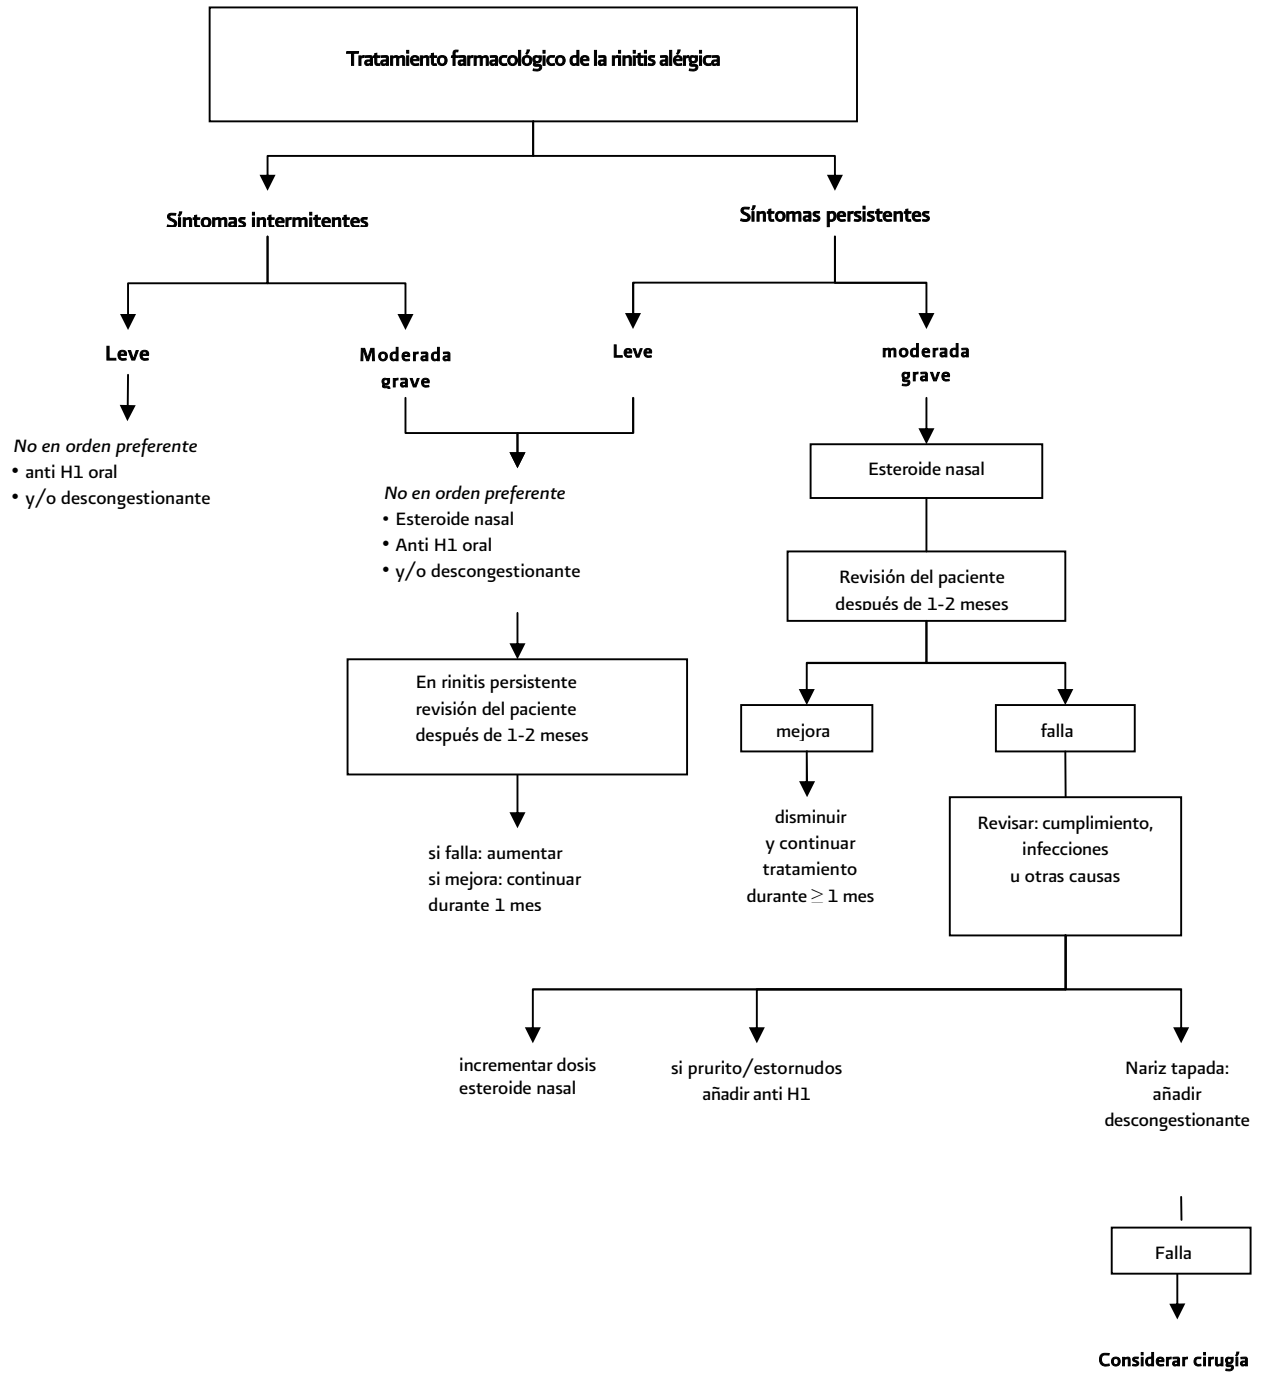 Tratamiento farmacológico de la rinitis alérgica
Síntomas intermitentes
Síntomas persistentes
Leve
Moderada
grave
Leve
moderada
grave
No en orden preferente
• anti H1 oral
• y/o descongestionante
No en orden preferente
• Esteroide nasal
• Anti H1 oral
• y/o descongestionante
Esteroide nasal
Revisión del paciente
después de 1-2 meses
En rinitis persistente
revisión del paciente
después de 1-2 meses
mejora
falla
si falla: aumentar
si mejora: continuar
durante 1 mes
disminuir
y continuar
tratamiento
durante ≥ 1 mes
Revisar: cumplimiento,
infecciones
u otras causas
incrementar dosis
esteroide nasal
si prurito/estornudos
añadir anti H1
Nariz tapada:
añadir
descongestionante
Falla
Considerar cirugía